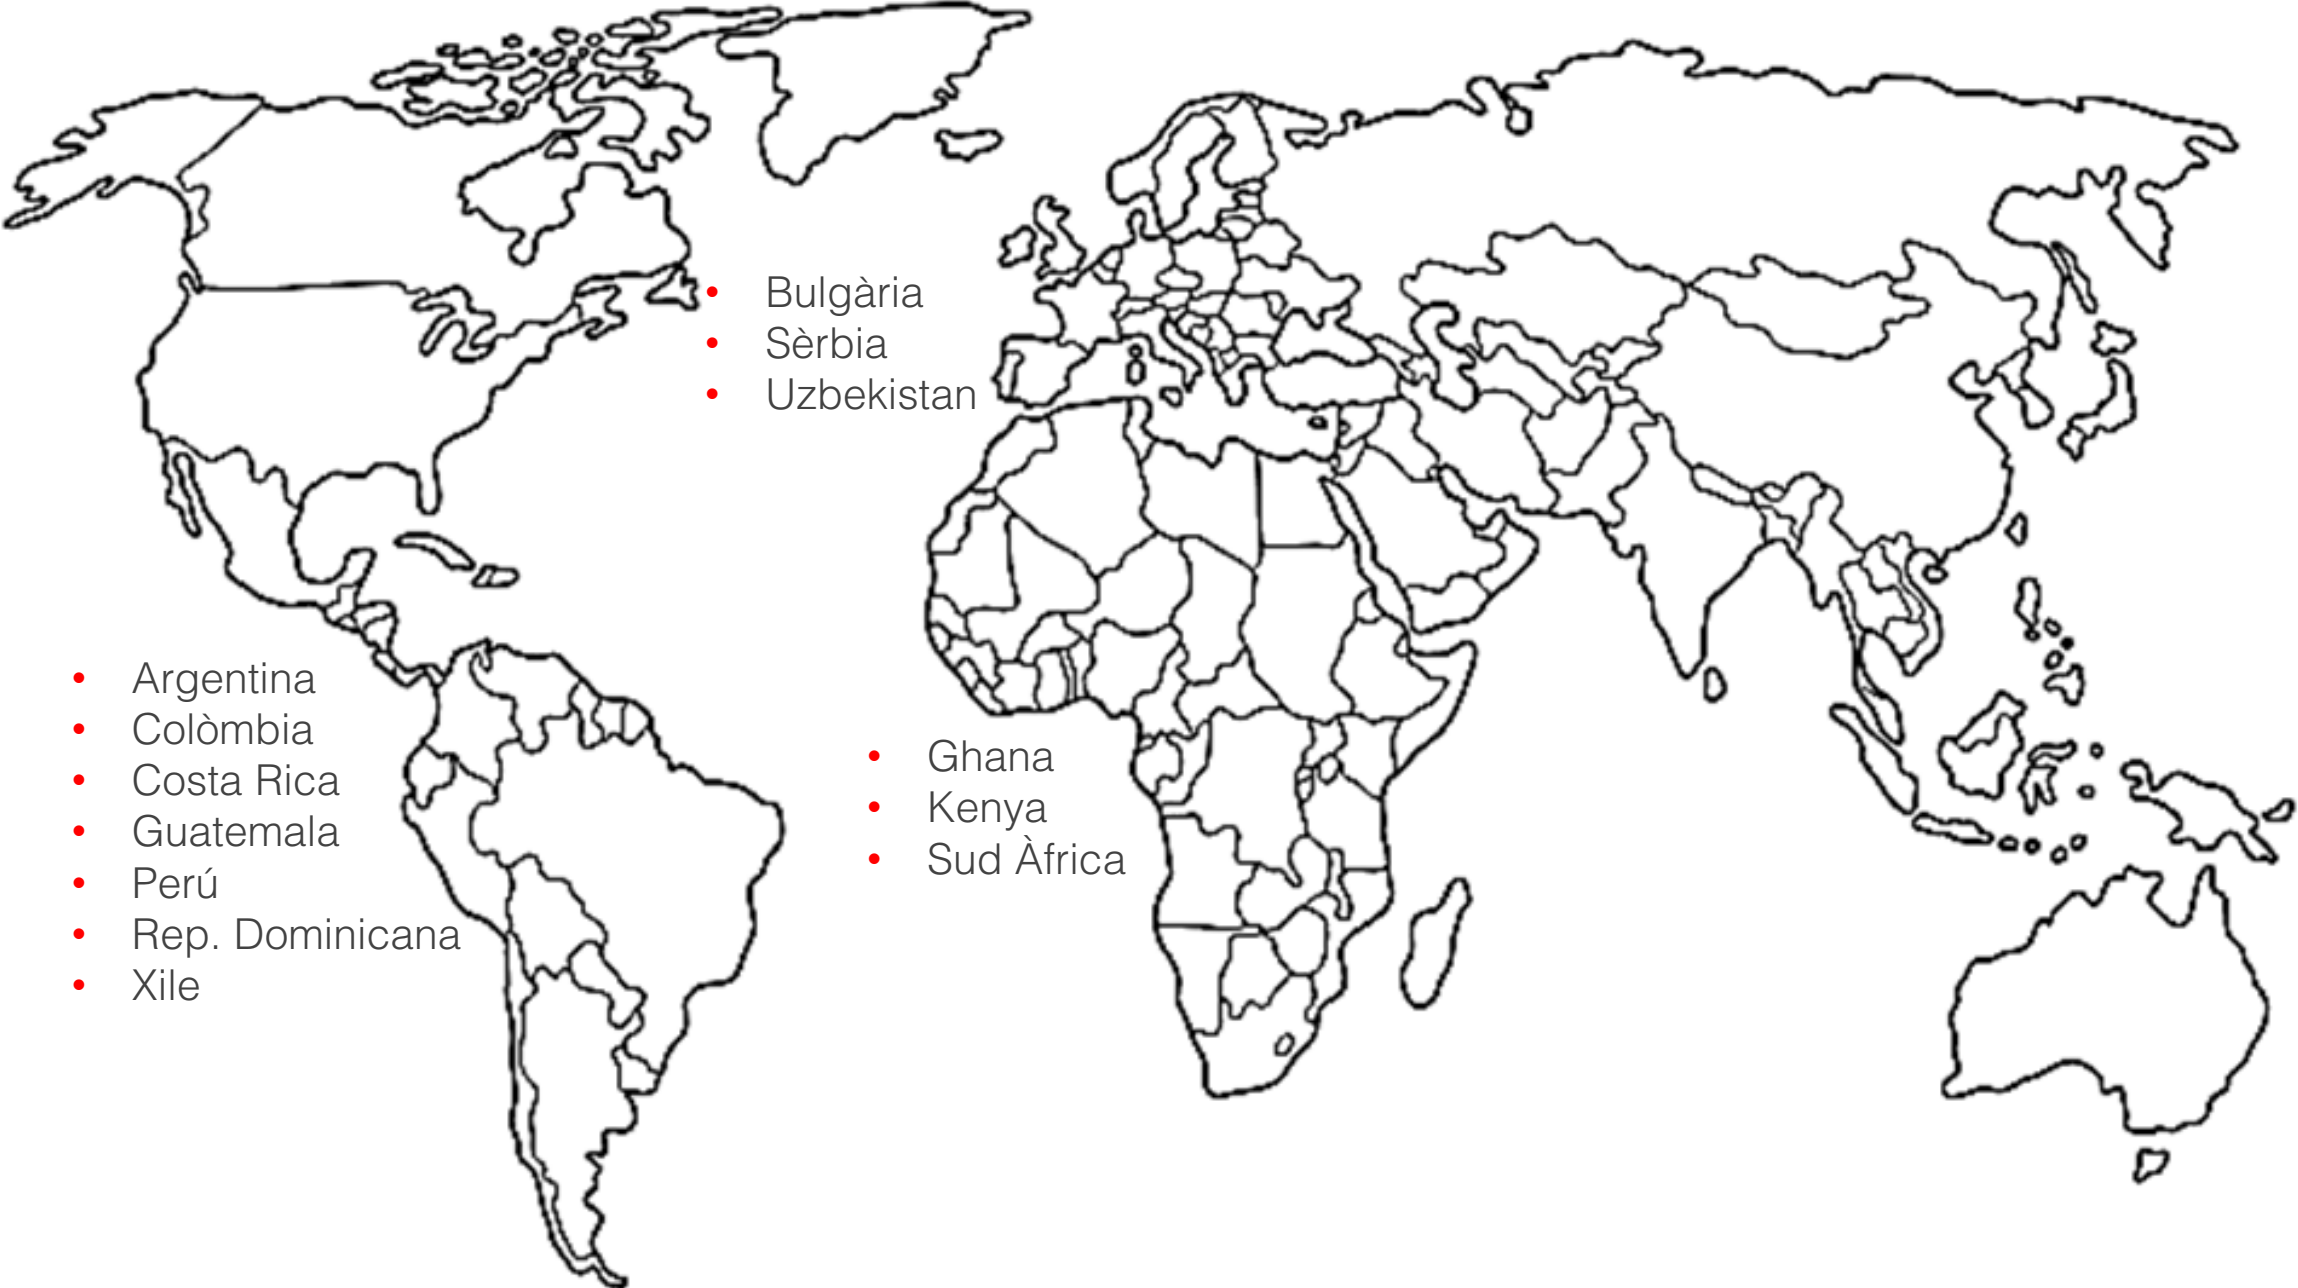 • Bulgària
• Sèrbia
• Uzbekistan
• Argentina
• Colòmbia
• Costa Rica
• Guatemala
• Perú
• Rep. Dominicana
• Xile
• Ghana
• Kenya
• Sud Àfrica